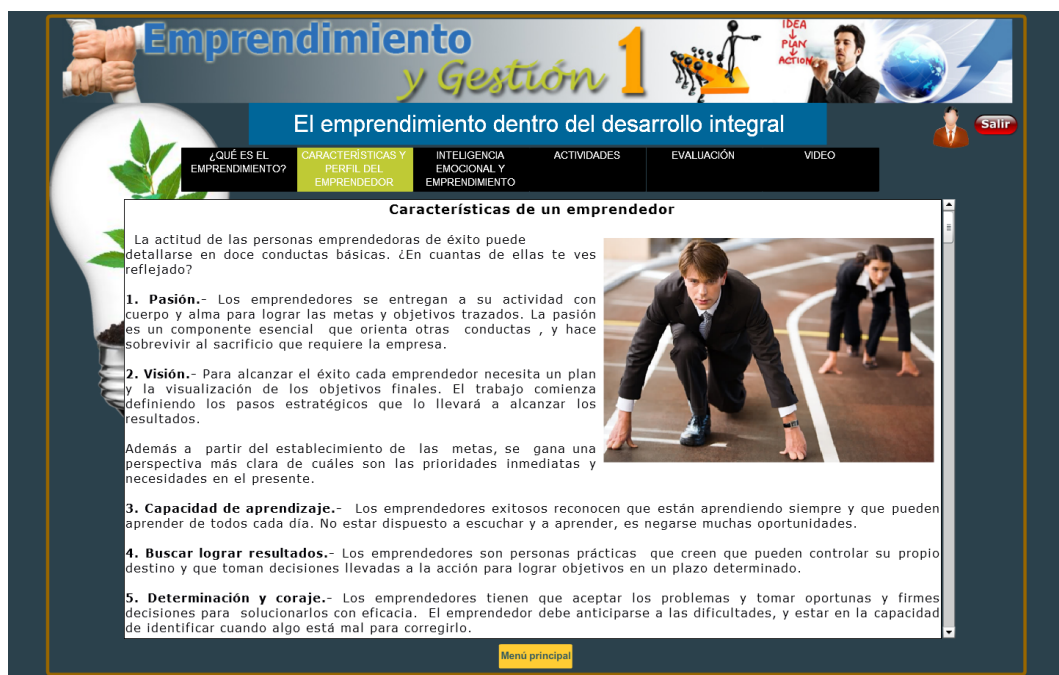 Emprendimiento
y Gestión 1
IDEA
PLAN
ACTION
El emprendimiento dentro del desarrollo integral
Salir
¿QUÉ ES EL
EMPRENDIMIENTO?
CARACTERÍSTICAS Y
PERFIL DEL
EMPRENDEDOR
INTELIGENCIA
EMOCIONAL Y
EMPRENDIMIENTO
ACTIVIDADES
EVALUACIÓN
VIDEO
Características de un emprendedor
La actitud de las personas emprendedoras de éxito puede
detallarse en doce conductas básicas. ¿En cuantas de ellas te ves
reflejado?
1. Pasión.- Los emprendedores se entregan a su actividad con
cuerpo y alma para lograr las metas y objetivos trazados. La pasión
es un componente esencial que orienta otras conductas , y hace
sobrevivir al sacrificio que requiere la empresa.
2. Visión.- Para alcanzar el éxito cada emprendedor necesita un plan
y la visualización de los objetivos finales. El trabajo comienza
definiendo los pasos estratégicos que lo llevará a alcanzar los
resultados.
Además a partir del establecimiento de las metas, se gana una
perspectiva más clara de cuáles son las prioridades inmediatas y
necesidades en el presente.
3. Capacidad de aprendizaje.- Los emprendedores exitosos reconocen que están aprendiendo siempre y que pueden
aprender de todos cada día. No estar dispuesto a escuchar y a aprender, es negarse muchas oportunidades.
4. Buscar lograr resultados.- Los emprendedores son personas prácticas que creen que pueden controlar su propio
destino y que toman decisiones llevadas a la acción para lograr objetivos en un plazo determinado.
5. Determinación y coraje.- Los emprendedores tienen que aceptar los problemas y tomar oportunas y firmes
decisiones para solucionarlos con eficacia. El emprendedor debe anticiparse a las dificultades, y estar en la capacidad
de identificar cuando algo está mal para corregirlo.
Menú principal